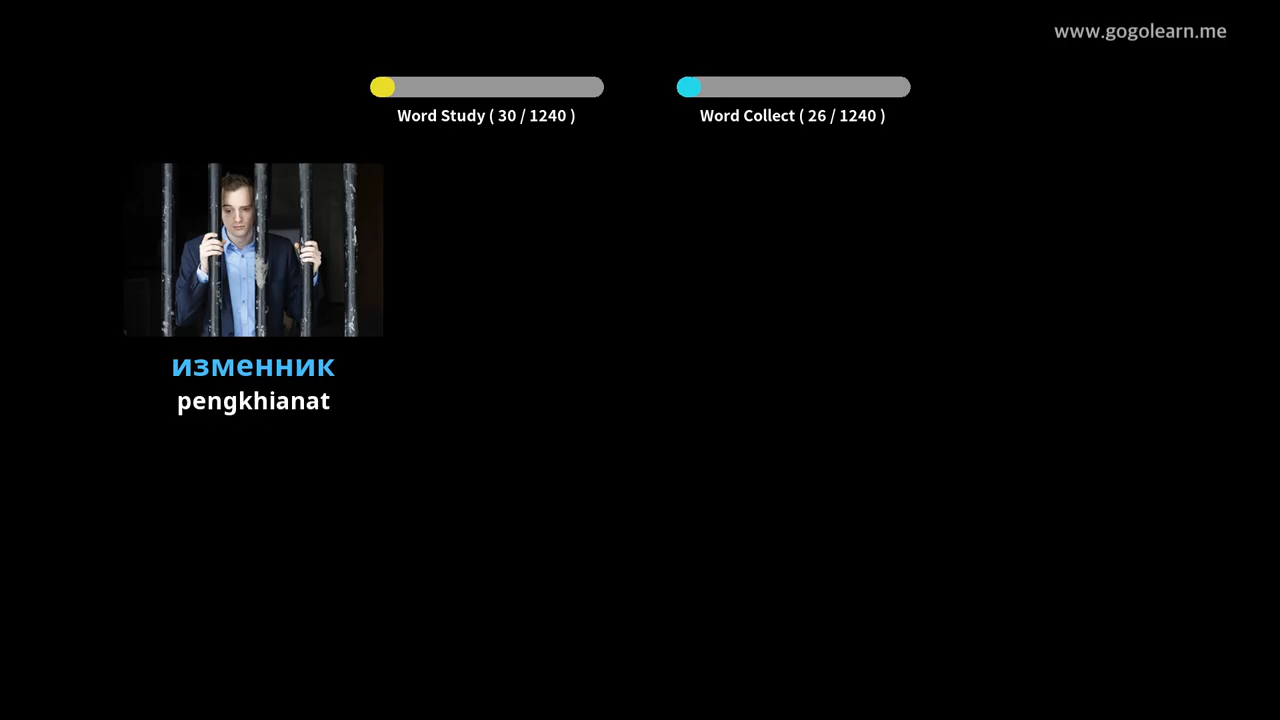 www.gogolearn.me
Word Study ( 30 / 1240 )
Word Collect ( 26 / 1240 )
изменник
pengkhianat